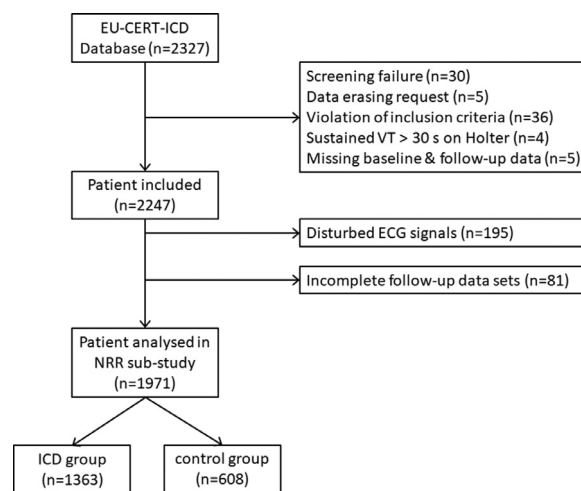 EU-CERT-ICD
Database (n=2327)
Screening failure (n=30)
Data erasing request (n=5)
Violation of inclusion criteria (n=36)
Sustained VT > 30 s on Holter (n=4)
Missing baseline & follow-up data (n=5)
Patient included
(n=2247)
Disturbed ECG signals (n=195)
Incomplete follow-up data sets (n=81)
Patient analysed in
NRR sub-study
(n=1971)
ICD group
(n=1363)
control group
(n=608)